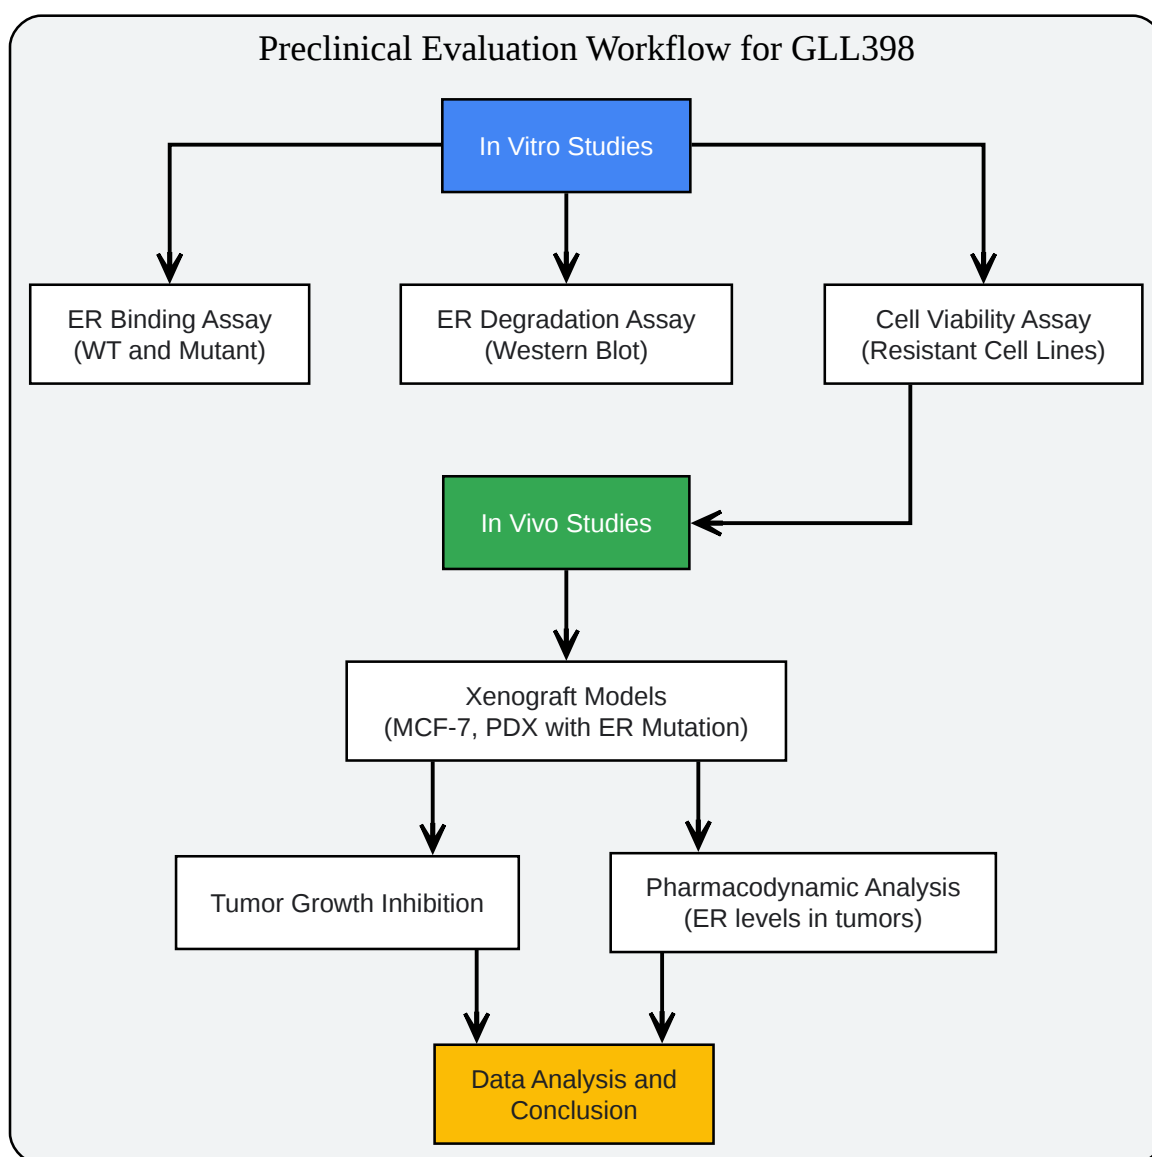 Preclinical Evaluation Workflow for GLL398
In Vitro Studies
ER Binding Assay
(WT and Mutant)
ER Degradation Assay
(Western Blot)
Cell Viability Assay
(Resistant Cell Lines)
In Vivo Studies
Xenograft Models
(MCF-7, PDX with ER Mutation)
Tumor Growth Inhibition
Pharmacodynamic Analysis
(ER levels in tumors)
Data Analysis and
Conclusion